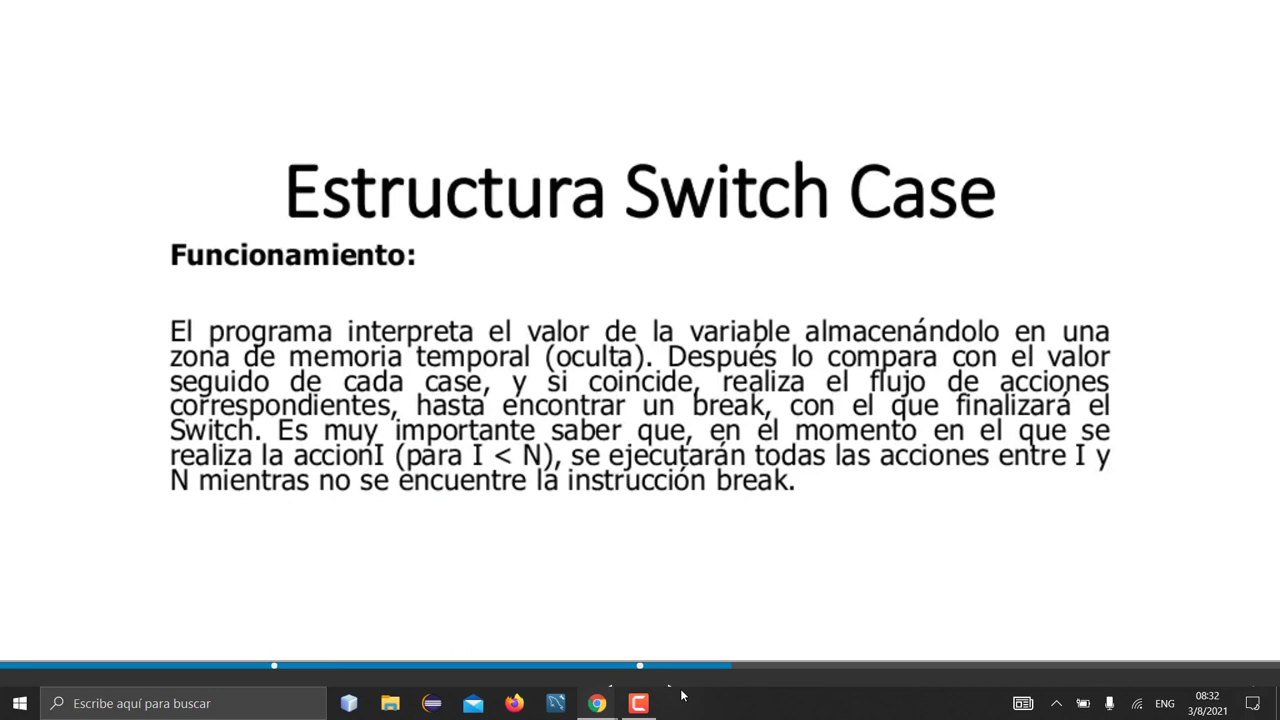 Estructura Switch Case
Funcionamiento:
El programa interpreta el valor de la variable almacenándolo en una
zona de memoria temporal (oculta). Después lo compara con el valor
seguido de cada case, y si coincide, realiza el flujo de acciones
correspondientes, hasta encontrar un break, con el que finalizará el
Switch. Es muy importante saber que, en el momento en el que se
realiza la accionI (para I < N), se ejecutarán todas las acciones entre I y
N mientras no se encuentre la instrucción break.
Escribe aquí para buscar
ENG
08:32
3/8/2021